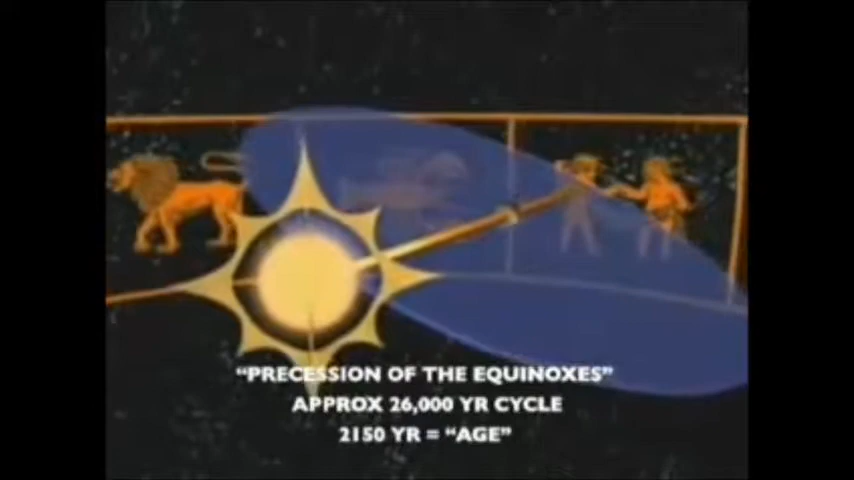 “PRECESSION OF THE EQUINOXES”
APPROX 26,000 YR CYCLE
2150 YR = “AGE”